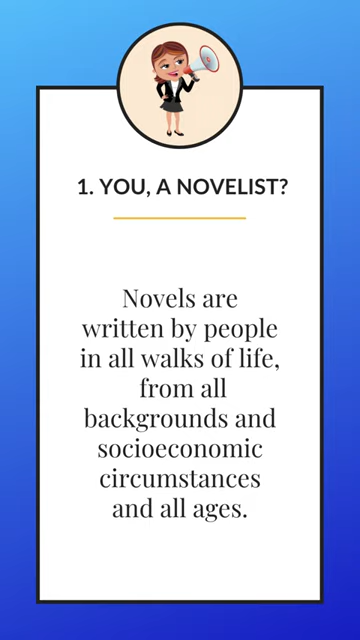 1. YOU, A NOVELIST?
Novels are
written by people
in all walks of life,
from all
backgrounds and
socioeconomic
circumstances
and all ages.